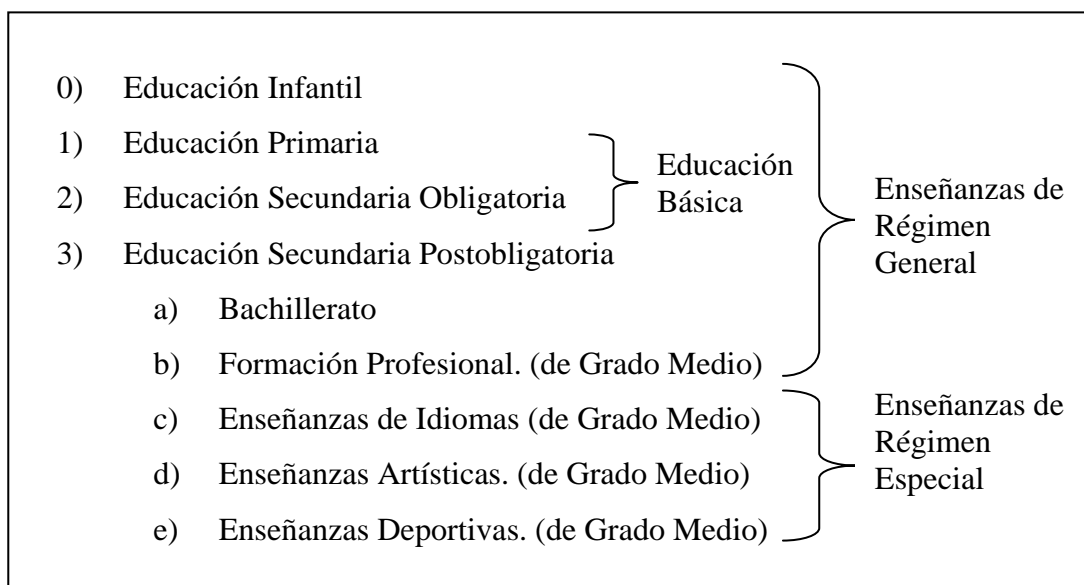 0) Educación Infantil
1) Educación Primaria
2) Educación Secundaria Obligatoria
3) Educación Secundaria Postobligatoria
a) Bachillerato
b) Formación Profesional. (de Grado Medio)
c) Enseñanzas de Idiomas (de Grado Medio)
d) Enseñanzas Artísticas. (de Grado Medio)
e) Enseñanzas Deportivas. (de Grado Medio)
Educación
Básica
Enseñanzas de
Régimen
General
Enseñanzas de
Régimen
Especial